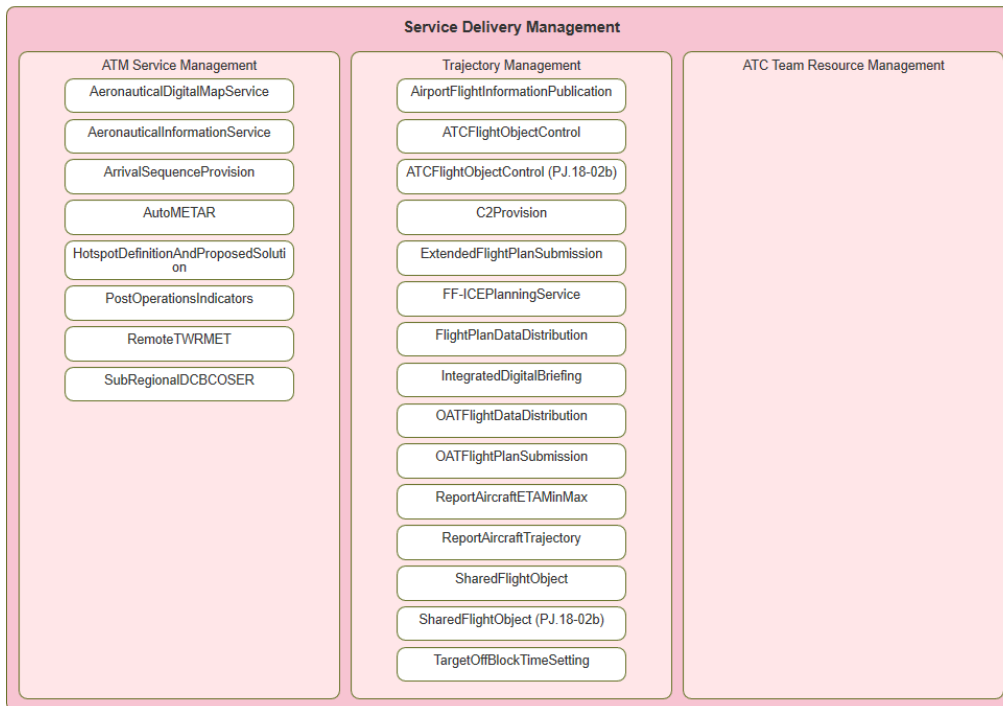 Service Delivery Management
ATM Service Management
AeronauticalDigitalMapService
AeronauticalInformationService
ArrivalSequenceProvision
AutoMETAR
HotspotDefinitionAndProposedSoluti
on
PostOperationsIndicators
RemoteTWRMET
SubRegionalDCBCOSER
Trajectory Management
AirportFlightInformationPublication
ATCFlightObjectControl
ATCFlightObjectControl (PJ.18-02b)
C2Provision
ExtendedFlightPlanSubmission
FF-ICEPlanningService
FlightPlanDataDistribution
IntegratedDigitalBriefing
OATFlightDataDistribution
OATFlightPlanSubmission
ReportAircraftETAMinMax
ReportAircraftTrajectory
SharedFlightObject
SharedFlightObject (PJ.18-02b)
TargetOffBlockTimeSetting
ATC Team Resource Management